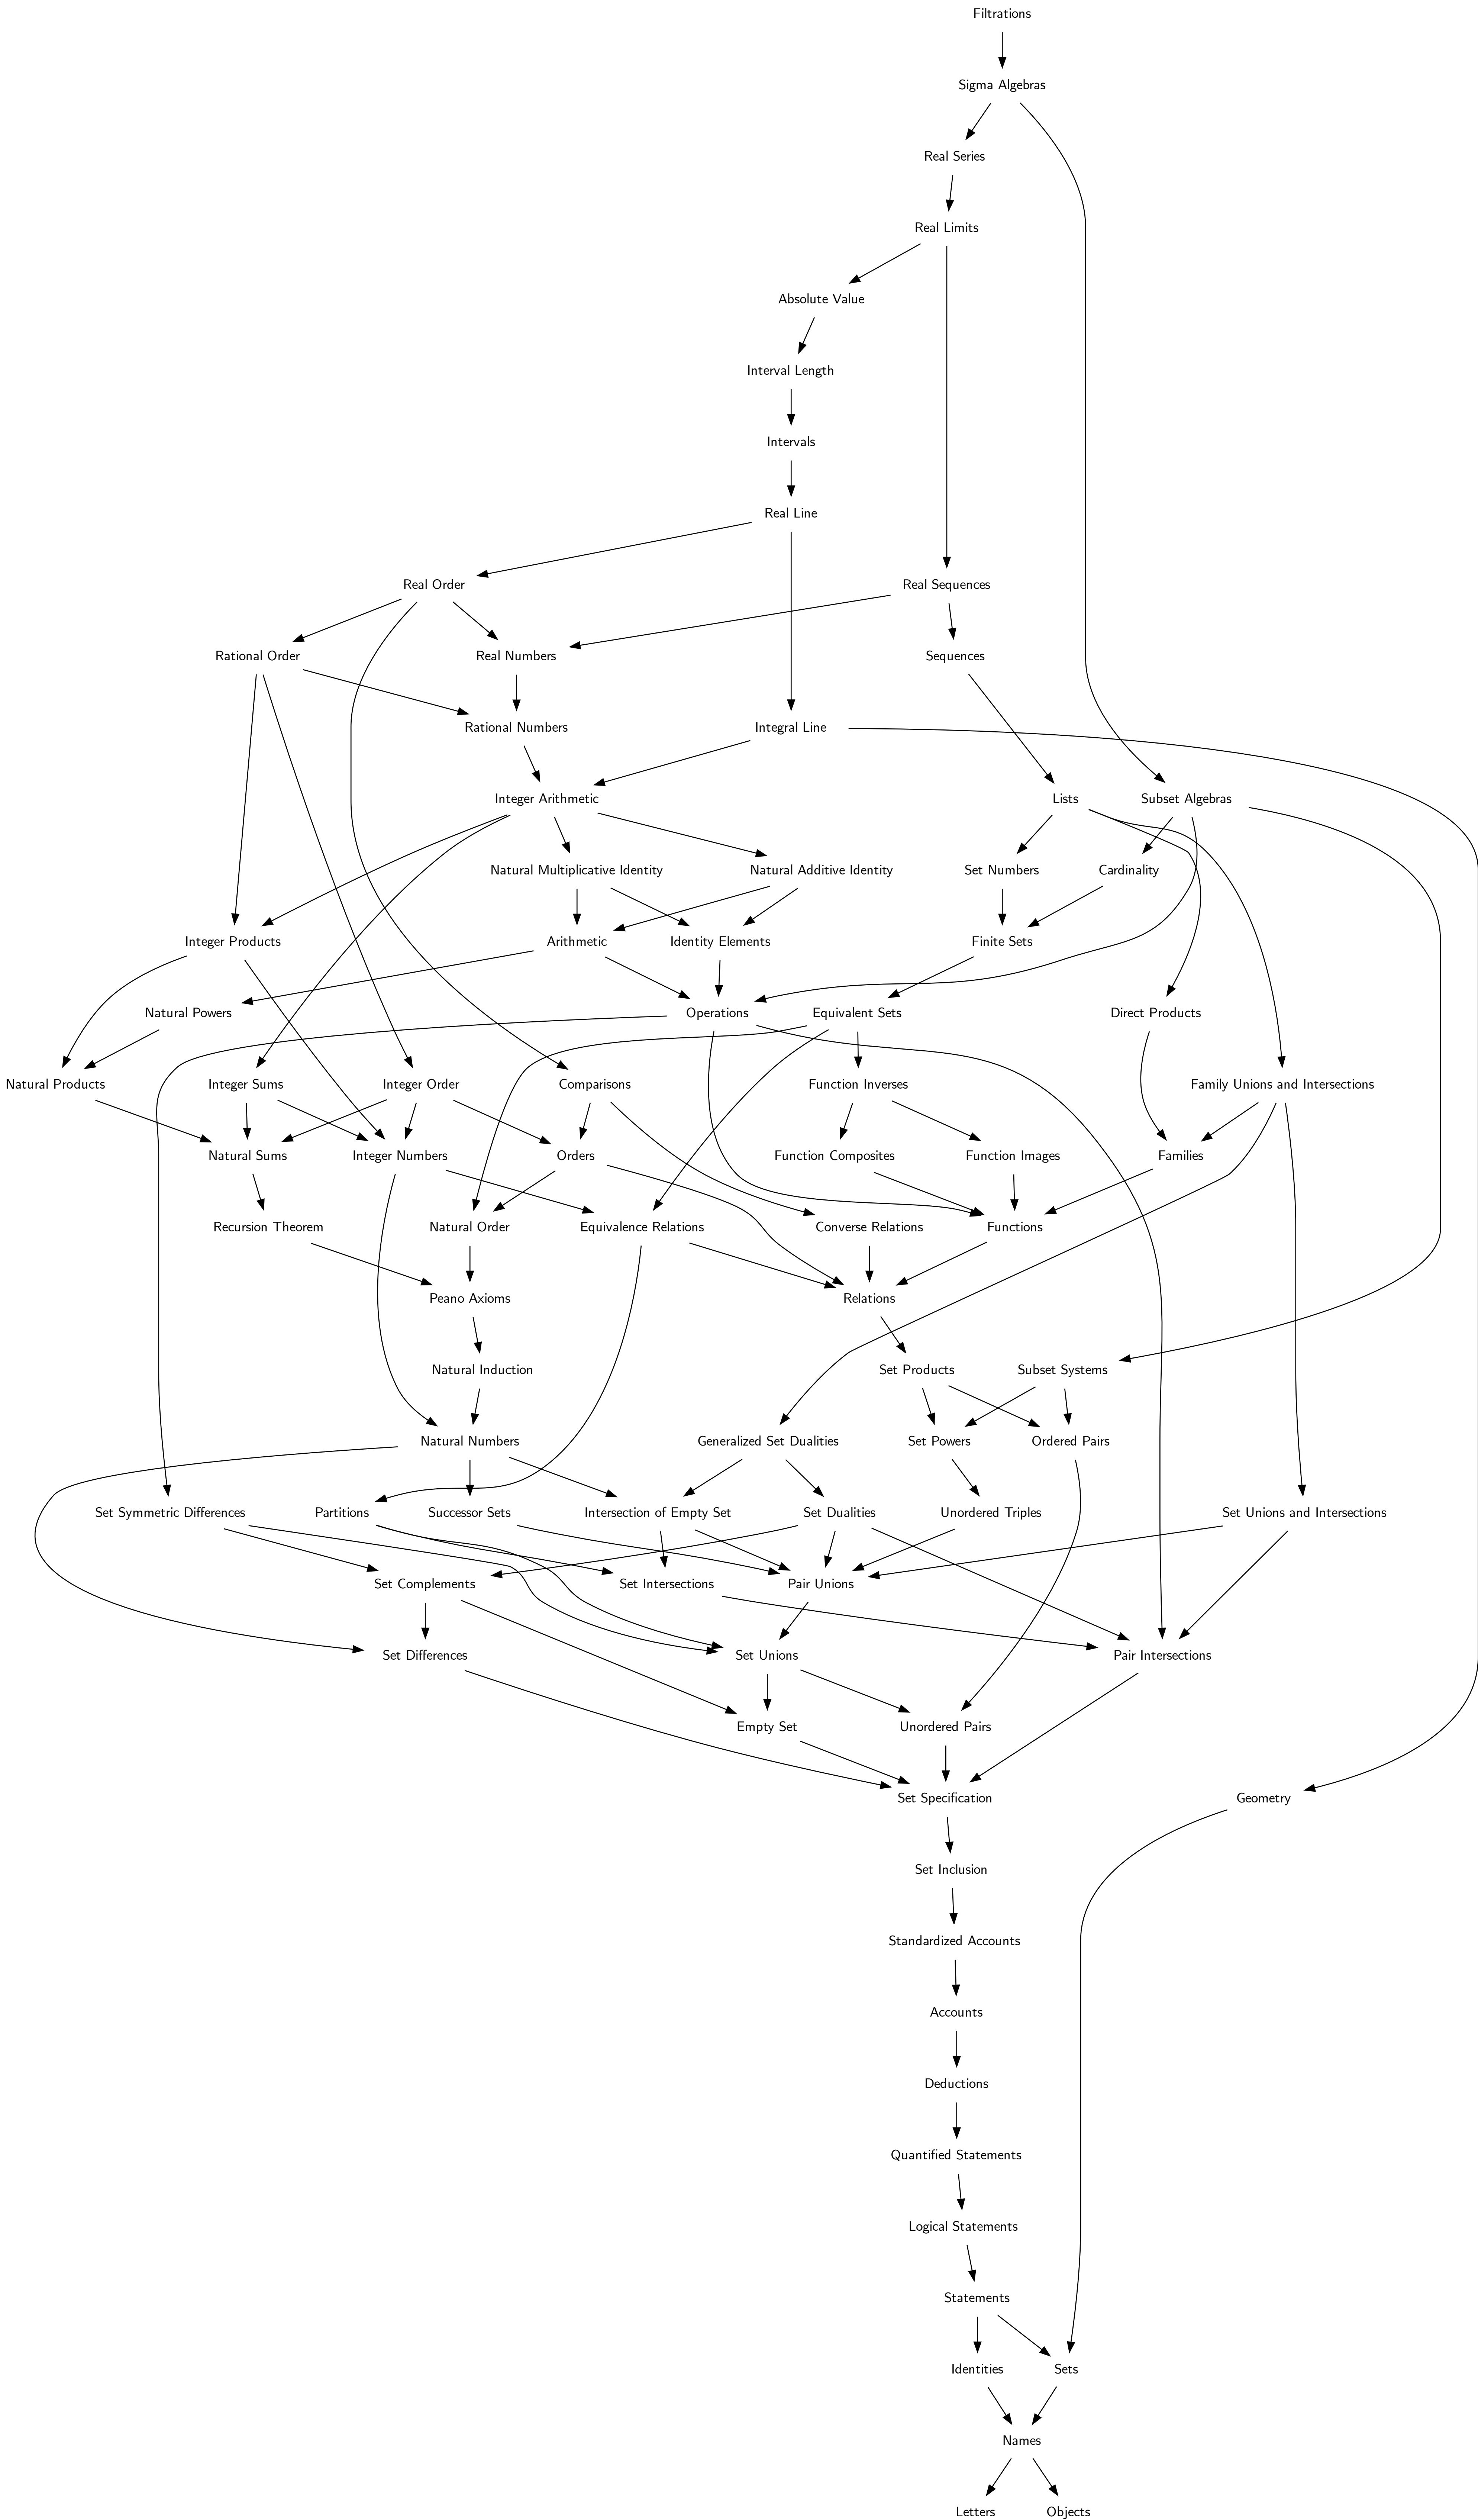 Filtrations
Sigma Algebras
Real Series
Real Limits
Absolute Value
Interval Length
Intervals
Real Line
Real Order
Real Sequences
Rational Order
Real Numbers
Sequences
Rational Numbers
Integral Line
Integer Arithmetic
Lists
Subset Algebras
Natural Multiplicative Identity
Natural Additive Identity
Set Numbers
Cardinality
Integer Products
Arithmetic
Identity Elements
Finite Sets
Natural Powers
Operations
Equivalent Sets
Direct Products
Natural Products
Integer Sums
Integer Order
Comparisons
Function Inverses
Family Unions and Intersections
Natural Sums
Integer Numbers
Orders
Function Composites
Function Images
Families
Recursion Theorem
Natural Order
Equivalence Relations
Converse Relations
Functions
Peano Axioms
Relations
Natural Induction
Set Products
Subset Systems
Natural Numbers
Generalized Set Dualities
Set Powers
Ordered Pairs
Set Symmetric Differences
Partitions
Successor Sets
Intersection of Empty Set
Set Dualities
Unordered Triples
Set Unions and Intersections
Set Complements
Set Intersections
Pair Unions
Set Differences
Set Unions
Pair Intersections
Empty Set
Unordered Pairs
Set Specification
Geometry
Set Inclusion
Standardized Accounts
Accounts
Deductions
Quantified Statements
Logical Statements
Statements
Identities
Sets
Names
Letters
Objects